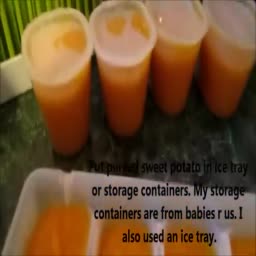 Put pureed sweet potato in ice tray
or storage containers. My storage
containers are from babies r us. I
also used an ice tray.